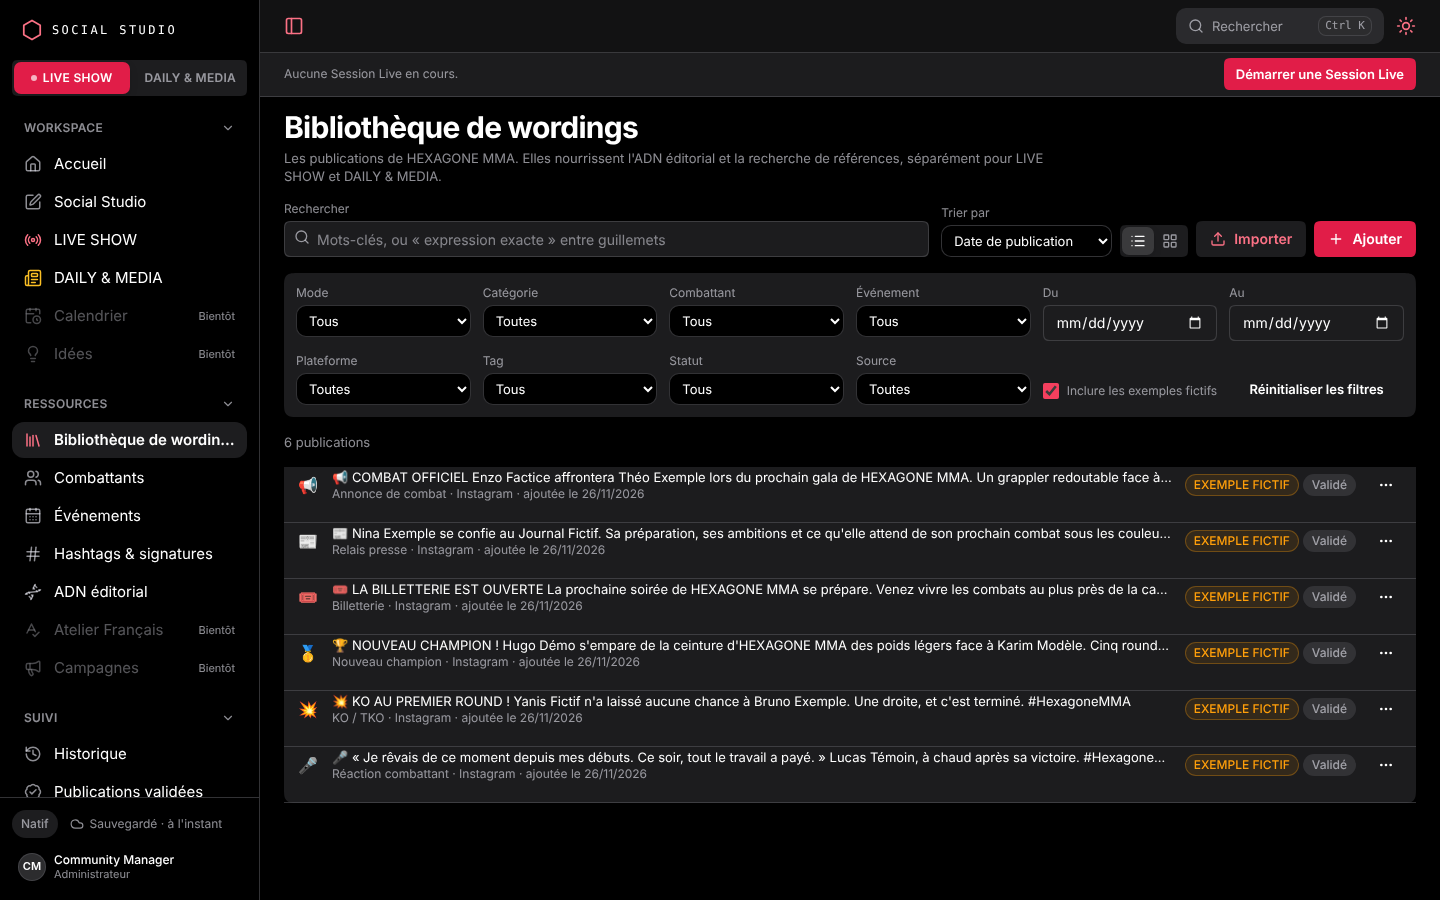 SOCIAL STUDIO
Rechercher
Ctrl K
LIVE SHOW
DAILY & MEDIA
Aucune Session Live en cours.
Démarrer une Session Live
WORKSPACE
Accueil
Social Studio
LIVE SHOW
DAILY & MEDIA
Calendrier
Bientôt
Idées
Bientôt
RESSOURCES
Bibliothèque de wordin...
Combattants
Événements
Hashtags & signatures
ADN éditorial
Atelier Français
Bientôt
Campagnes
Bientôt
SUIVI
Historique
Publications validées
Natif
Sauvegardé · à l'instant
CM
Community Manager
Administrateur
Bibliothèque de wordings
Les publications de HEXAGONE MMA. Elles nourrissent l'ADN éditorial et la recherche de références, séparément pour LIVE
SHOW et DAILY & MEDIA.
Rechercher
Mots-clés, ou « expression exacte » entre guillemets
Trier par
Date de publication
Importer
Ajouter
Mode
Catégorie
Combattant
Événement
Du
Au
Tous
Toutes
Tous
Tous
mm/dd/yyyy
mm/dd/yyyy
Plateforme
Tag
Statut
Source
Toutes
Tous
Tous
Toutes
Inclure les exemples fictifs
Réinitialiser les filtres
6 publications
📢 COMBAT OFFICIEL Enzo Factice affrontera Théo Exemple lors du prochain gala de HEXAGONE MMA. Un grappler redoutable face à...
Annonce de combat · Instagram · ajoutée le 26/11/2026
EXEMPLE FICTIF
Validé
📰 Nina Exemple se confie au Journal Fictif. Sa préparation, ses ambitions et ce qu'elle attend de son prochain combat sous les couleu...
Relais presse · Instagram · ajoutée le 26/11/2026
EXEMPLE FICTIF
Validé
🎟️ LA BILLETTERIE EST OUVERTE La prochaine soirée de HEXAGONE MMA se prépare. Venez vivre les combats au plus près de la ca...
Billetterie · Instagram · ajoutée le 26/11/2026
EXEMPLE FICTIF
Validé
🏆 NOUVEAU CHAMPION ! Hugo Démo s'empare de la ceinture d'HEXAGONE MMA des poids légers face à Karim Modèle. Cinq round...
Nouveau champion · Instagram · ajoutée le 26/11/2026
EXEMPLE FICTIF
Validé
💥 KO AU PREMIER ROUND ! Yanis Fictif n'a laissé aucune chance à Bruno Exemple. Une droite, et c'est terminé. #HexagoneMMA
KO / TKO · Instagram · ajoutée le 26/11/2026
EXEMPLE FICTIF
Validé
🎤 « Je rêvais de ce moment depuis mes débuts. Ce soir, tout le travail a payé. » Lucas Témoin, à chaud après sa victoire. #Hexagone...
Réaction combattant · Instagram · ajoutée le 26/11/2026
EXEMPLE FICTIF
Validé